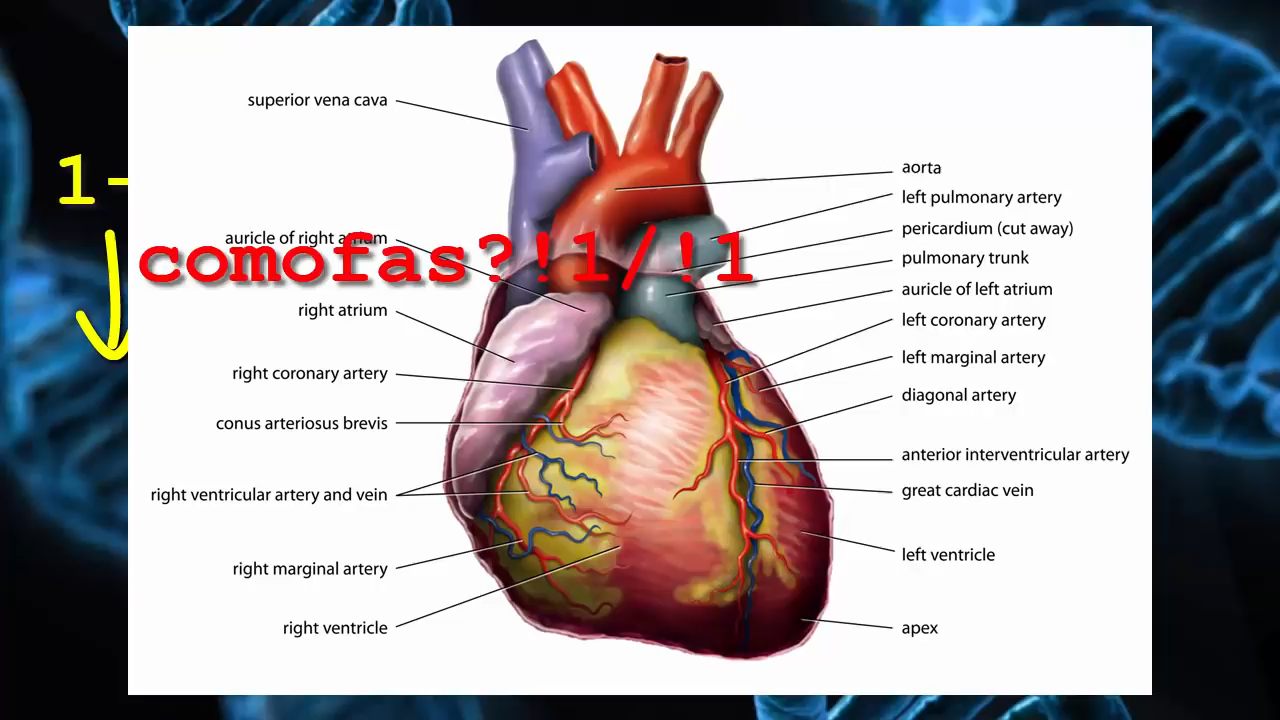 superior vena cava
aorta
1-
left pulmonary artery
auricle of right atrium
pericardium (cut away)
comofas?!1/!1
pulmonary trunk
auricle of left atrium
right atrium
left coronary artery
left marginal artery
right coronary artery
diagonal artery
conus arteriosus brevis
anterior interventricular artery
right ventricular artery and vein
great cardiac vein
left ventricle
right marginal artery
right ventricle
apex